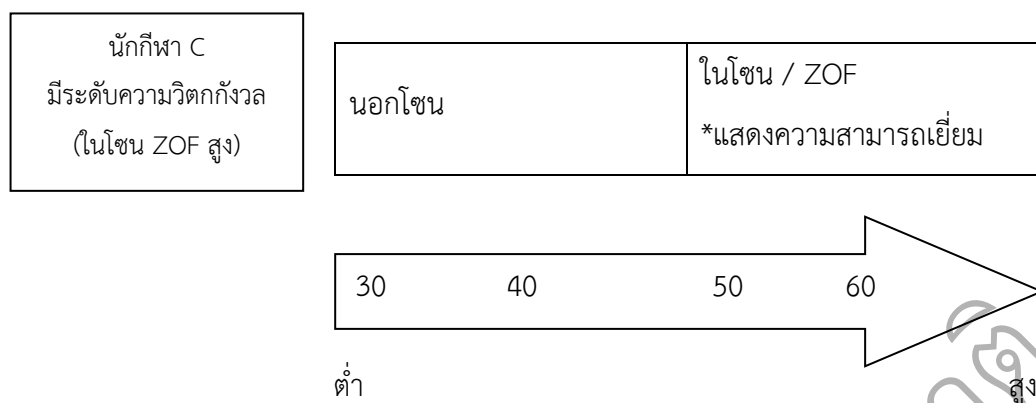 นักกีฬา C
มีระดับความวิตกกังวล
(ในโซน ZOF สูง)
นอกโซน
ในโซน / ZOF
*แสดงความสามารถเยี่ยม
30 40 50 60
ต่ำ สูง